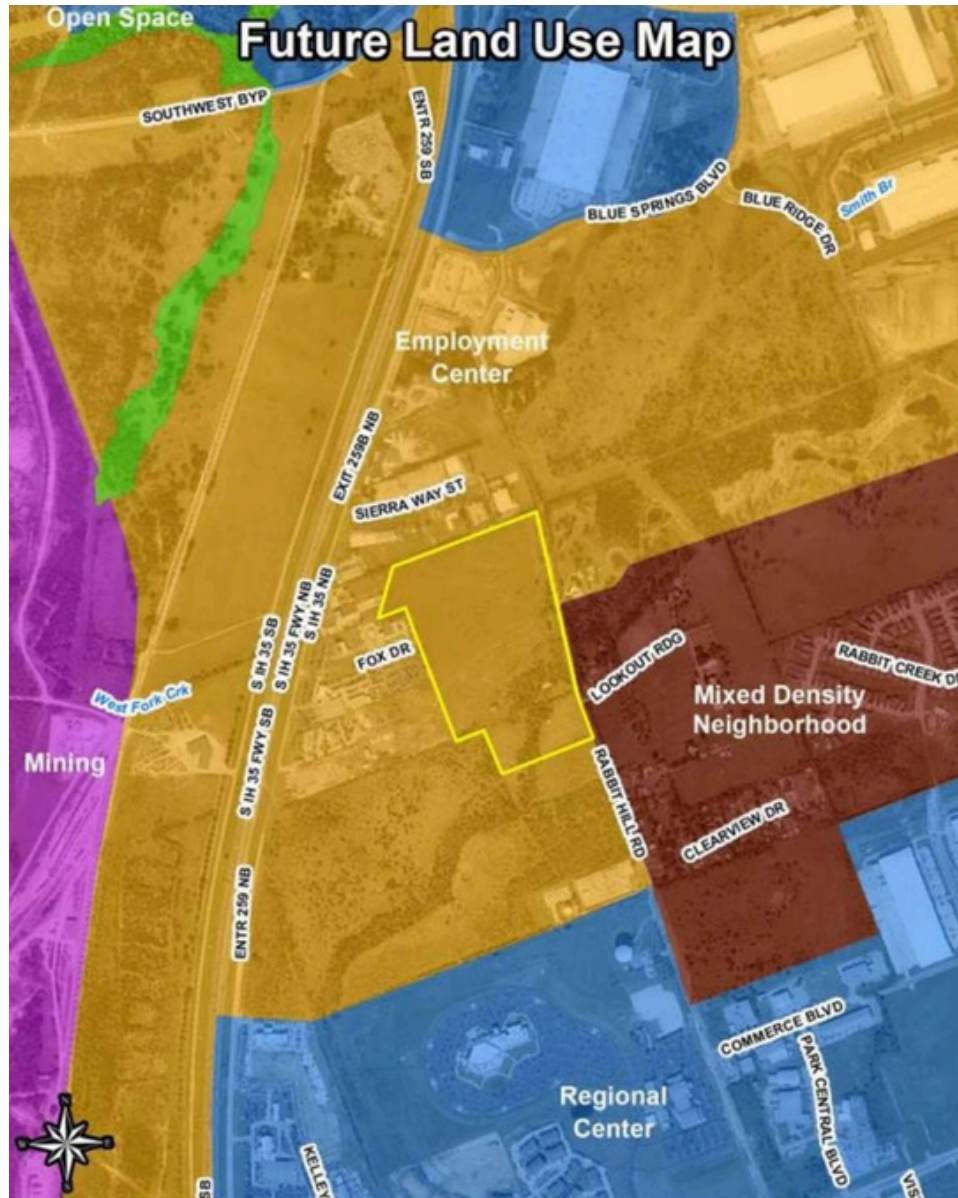 Open Space
Future Land Use Map
SOUTHWEST BYP
ENTR 259 SB
BLUE SPRINGS BLVD
BLUE RIDGE DR
Smith Br
Employment
Center
EXIT 259B NB
SIERRA WAY ST
S IH 35 SB
S IH 35 FWY NB
S IH 35 NB
FOX DR
LOOKOUT RDG
RABBIT CREEK
Mixed Density
Neighborhood
West Fork Crk
Mining
S IH 35 FWY SB
RABBIT HILL RD
CLEARVIEW DR
ENTR 259 NB
COMMERCE BLVD
PARK CENTRAL BLVD
Regional
Center
KELLEY
SB
VIS